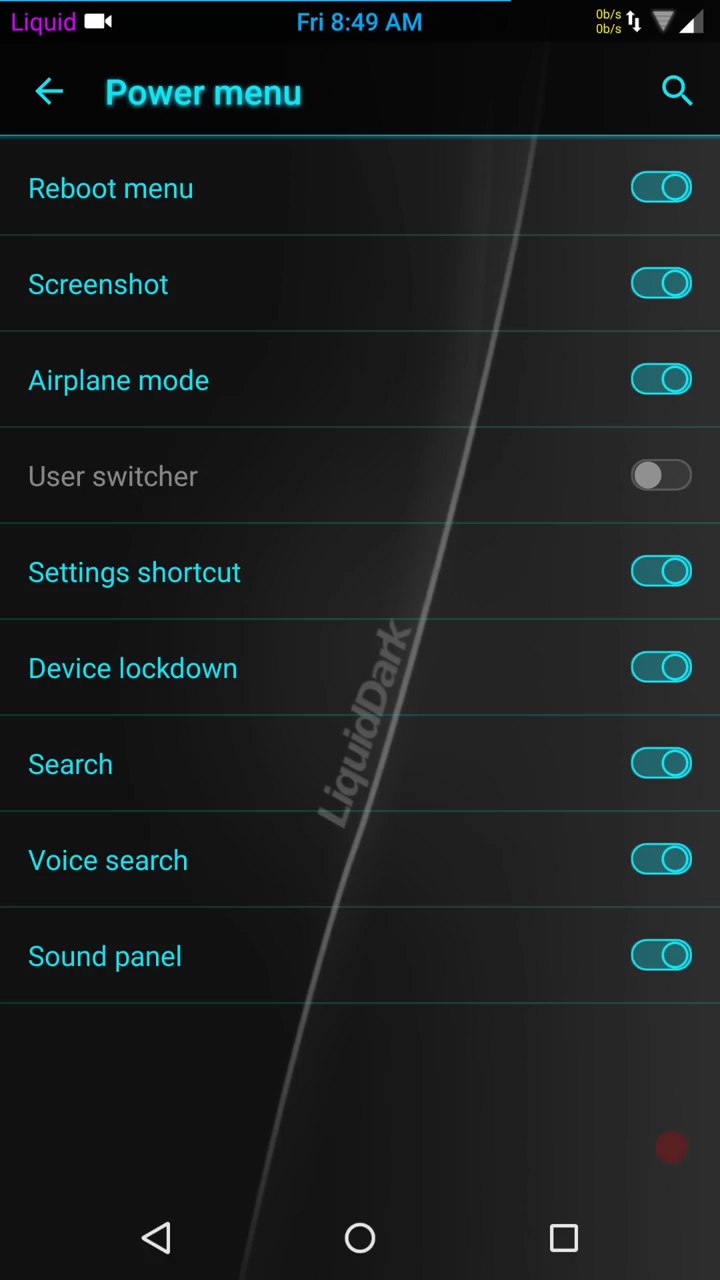 Liquid Fri 8:49 AM 0b/s
0b/s
Power menu
Reboot menu
Screenshot
Airplane mode
User switcher
Settings shortcut
Device lockdown
LiquidDark
Search
Voice search
Sound panel